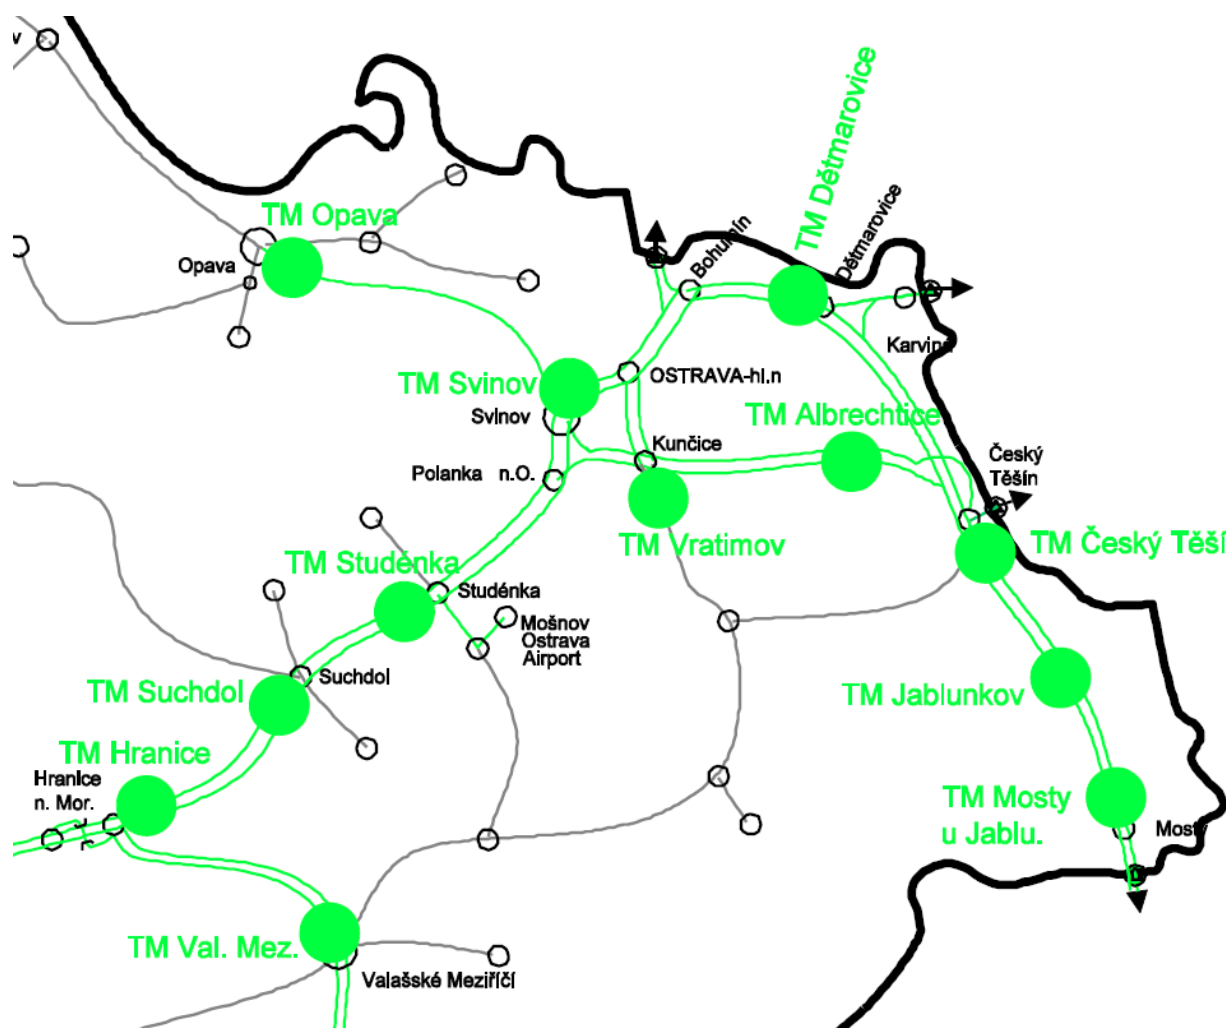 v
TM Dětmarovice
TM Opava
Dětmarovice
Bohumín
Opava
Karviná
TM Svinov
OSTRAVA-hl.n
Svinov
TM Albrechtice
Kunčice
Polanka n.O.
Český
Těšín
TM Vratimov
TM Český Těší
TM Studénka
Studénka
Mošnov
Ostrava
Airport
Suchdol
TM Suchdol
TM Jablunkov
TM Hranice
Hranice
n. Mor.
TM Mosty
u Jablu.
Mosty
TM Val. Mez.
Valašské Meziříčí